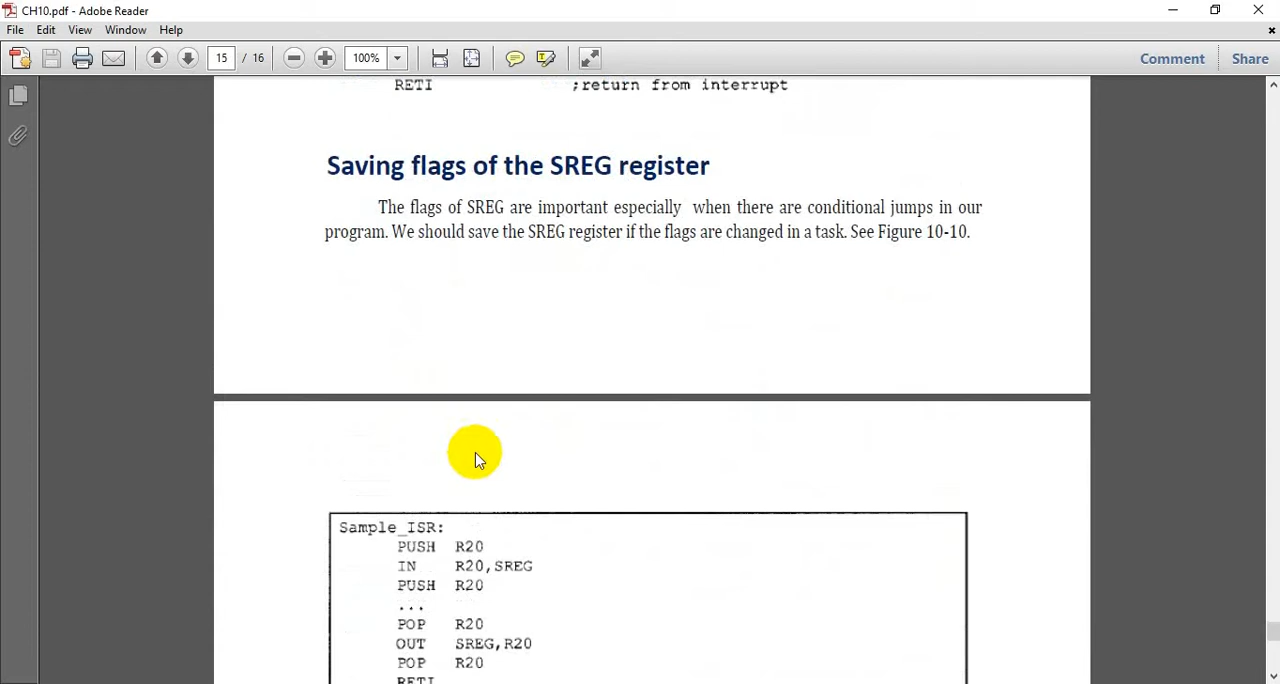 CH10.pdf - Adobe Reader
File Edit View Window Help
15 / 16 100% Comment Share
RETI ;return from interrupt
Saving flags of the SREG register
The flags of SREG are important especially when there are conditional jumps in our
program. We should save the SREG register if the flags are changed in a task. See Figure 10-10.
Sample_ISR:
PUSH R20
IN R20,SREG
PUSH R20
...
POP R20
OUT SREG,R20
POP R20
RETI